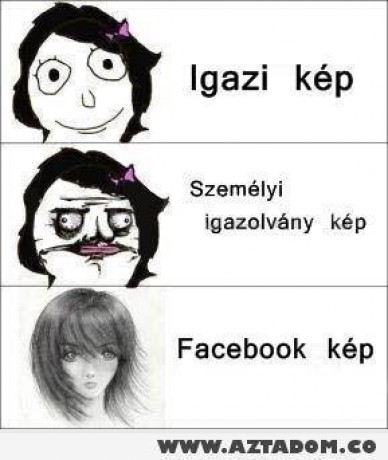 Igazi kép
Személyi
igazolvány kép
Facebook kép
WWW.AZTADOM.CO